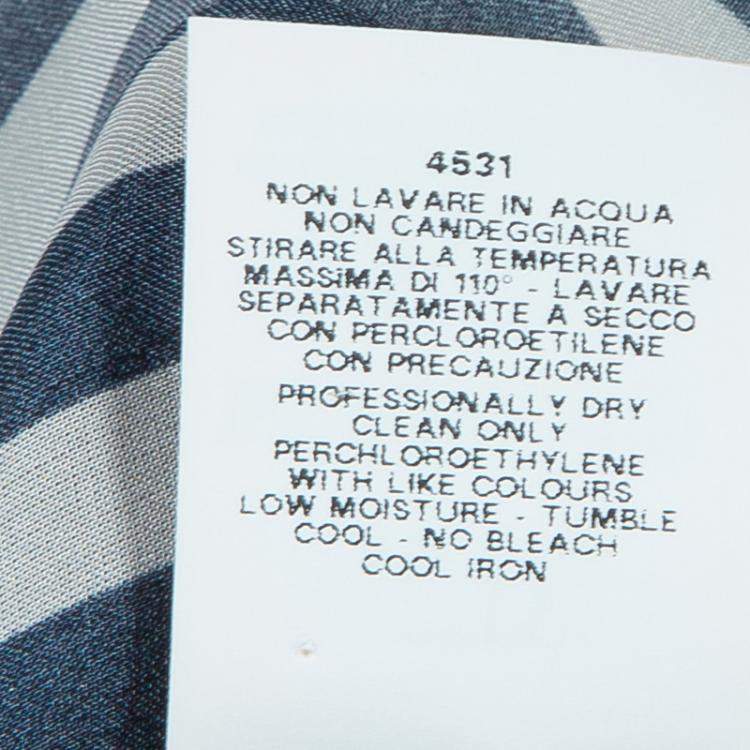 4531
NON LAVARE IN ACQUA
NON CANDEGGIARE
STIRARE ALLA TEMPERATURA
MASSIMA DI 110° - LAVARE
SEPARATAMENTE A SECCO
CON PERCLOROETILENE
CON PRECAUZIONE
PROFESSIONALLY DRY
CLEAN ONLY
PERCHLOROETHYLENE
WITH LIKE COLOURS
LOW MOISTURE - TUMBLE
COOL - NO BLEACH
COOL IRON